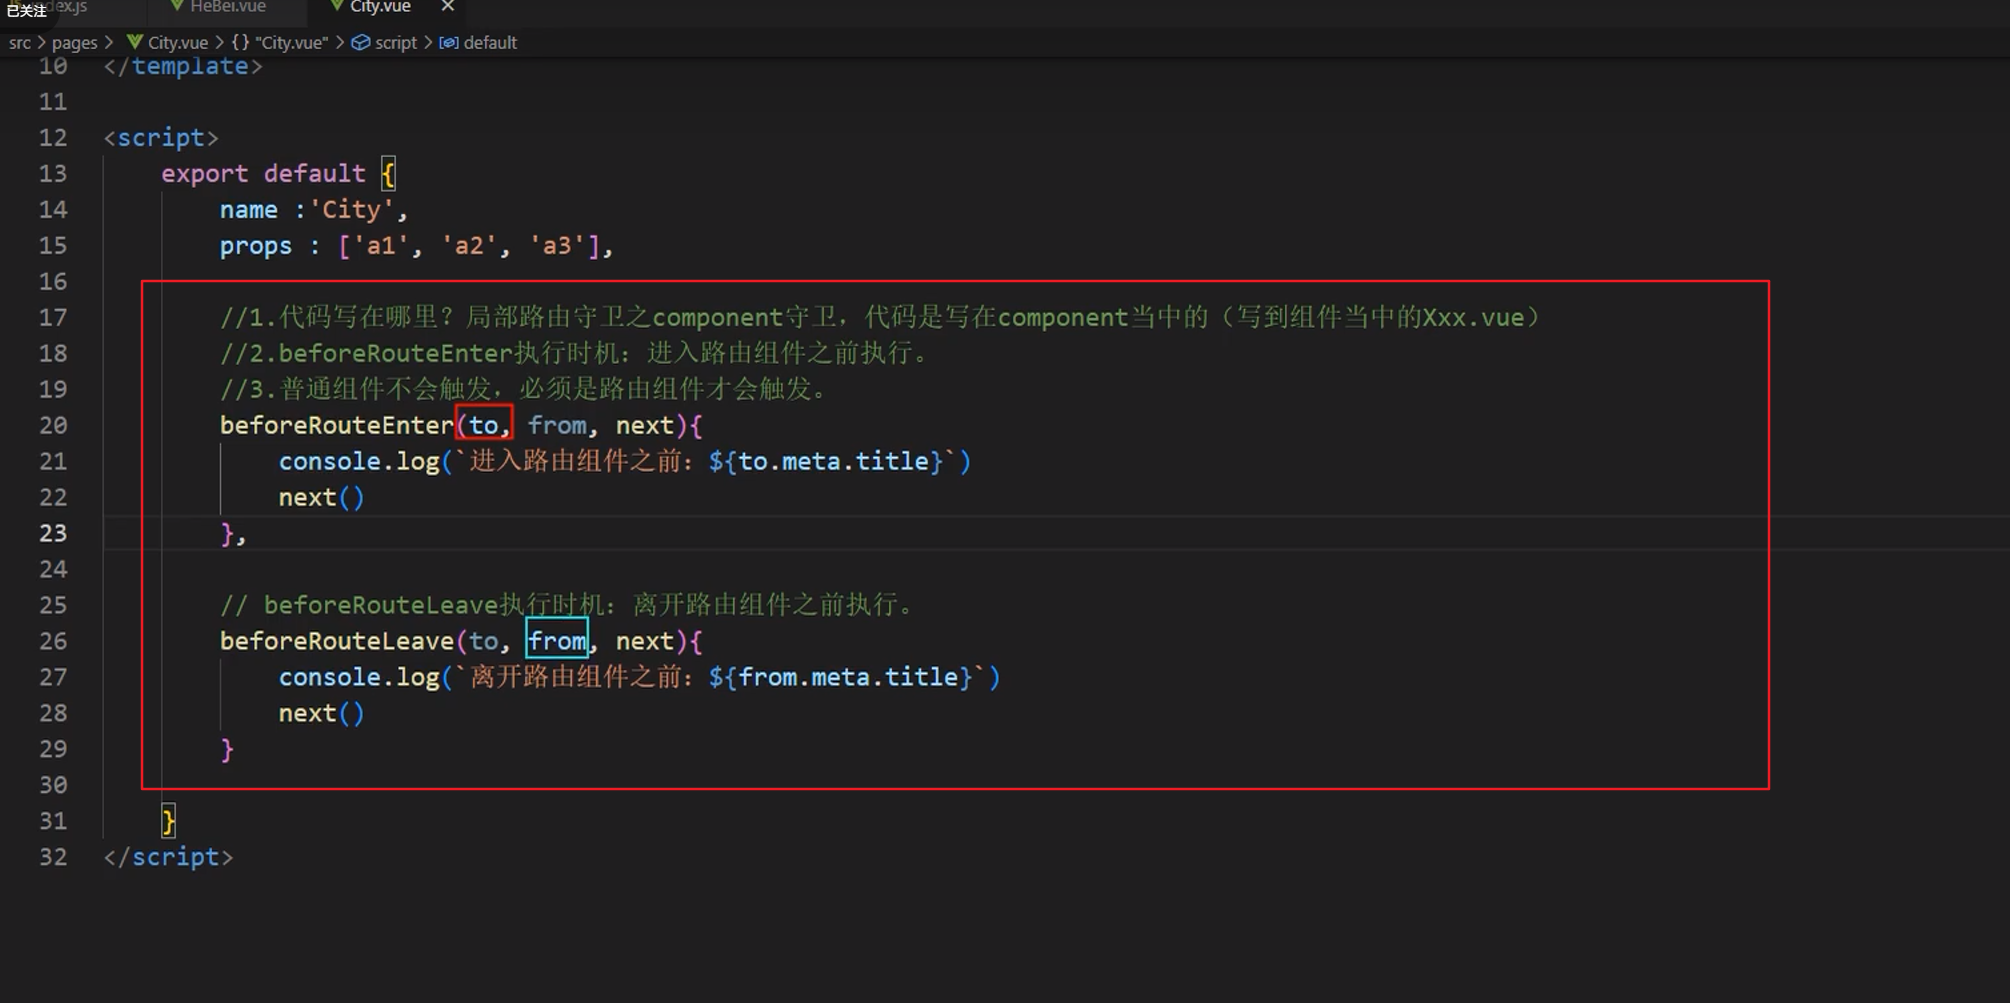 已关注
dex.js HeBei.vue City.vue
src > pages > City.vue > {} "City.vue" > script > default
10 </template>
11
12 <script>
13 export default {
14 name :'City',
15 props : ['a1', 'a2', 'a3'],
16
17 //1.代码写在哪里？局部路由守卫之component守卫，代码是写在component当中的（写到组件当中的Xxx.vue）
18 //2.beforeRouteEnter执行时机：进入路由组件之前执行。
19 //3.普通组件不会触发，必须是路由组件才会触发。
20 beforeRouteEnter(to, from, next){
21 console.log(`进入路由组件之前：${to.meta.title}`)
22 next()
23 },
24
25 // beforeRouteLeave执行时机：离开路由组件之前执行。
26 beforeRouteLeave(to, from, next){
27 console.log(`离开路由组件之前：${from.meta.title}`)
28 next()
29 }
30
31 }
32 </script>